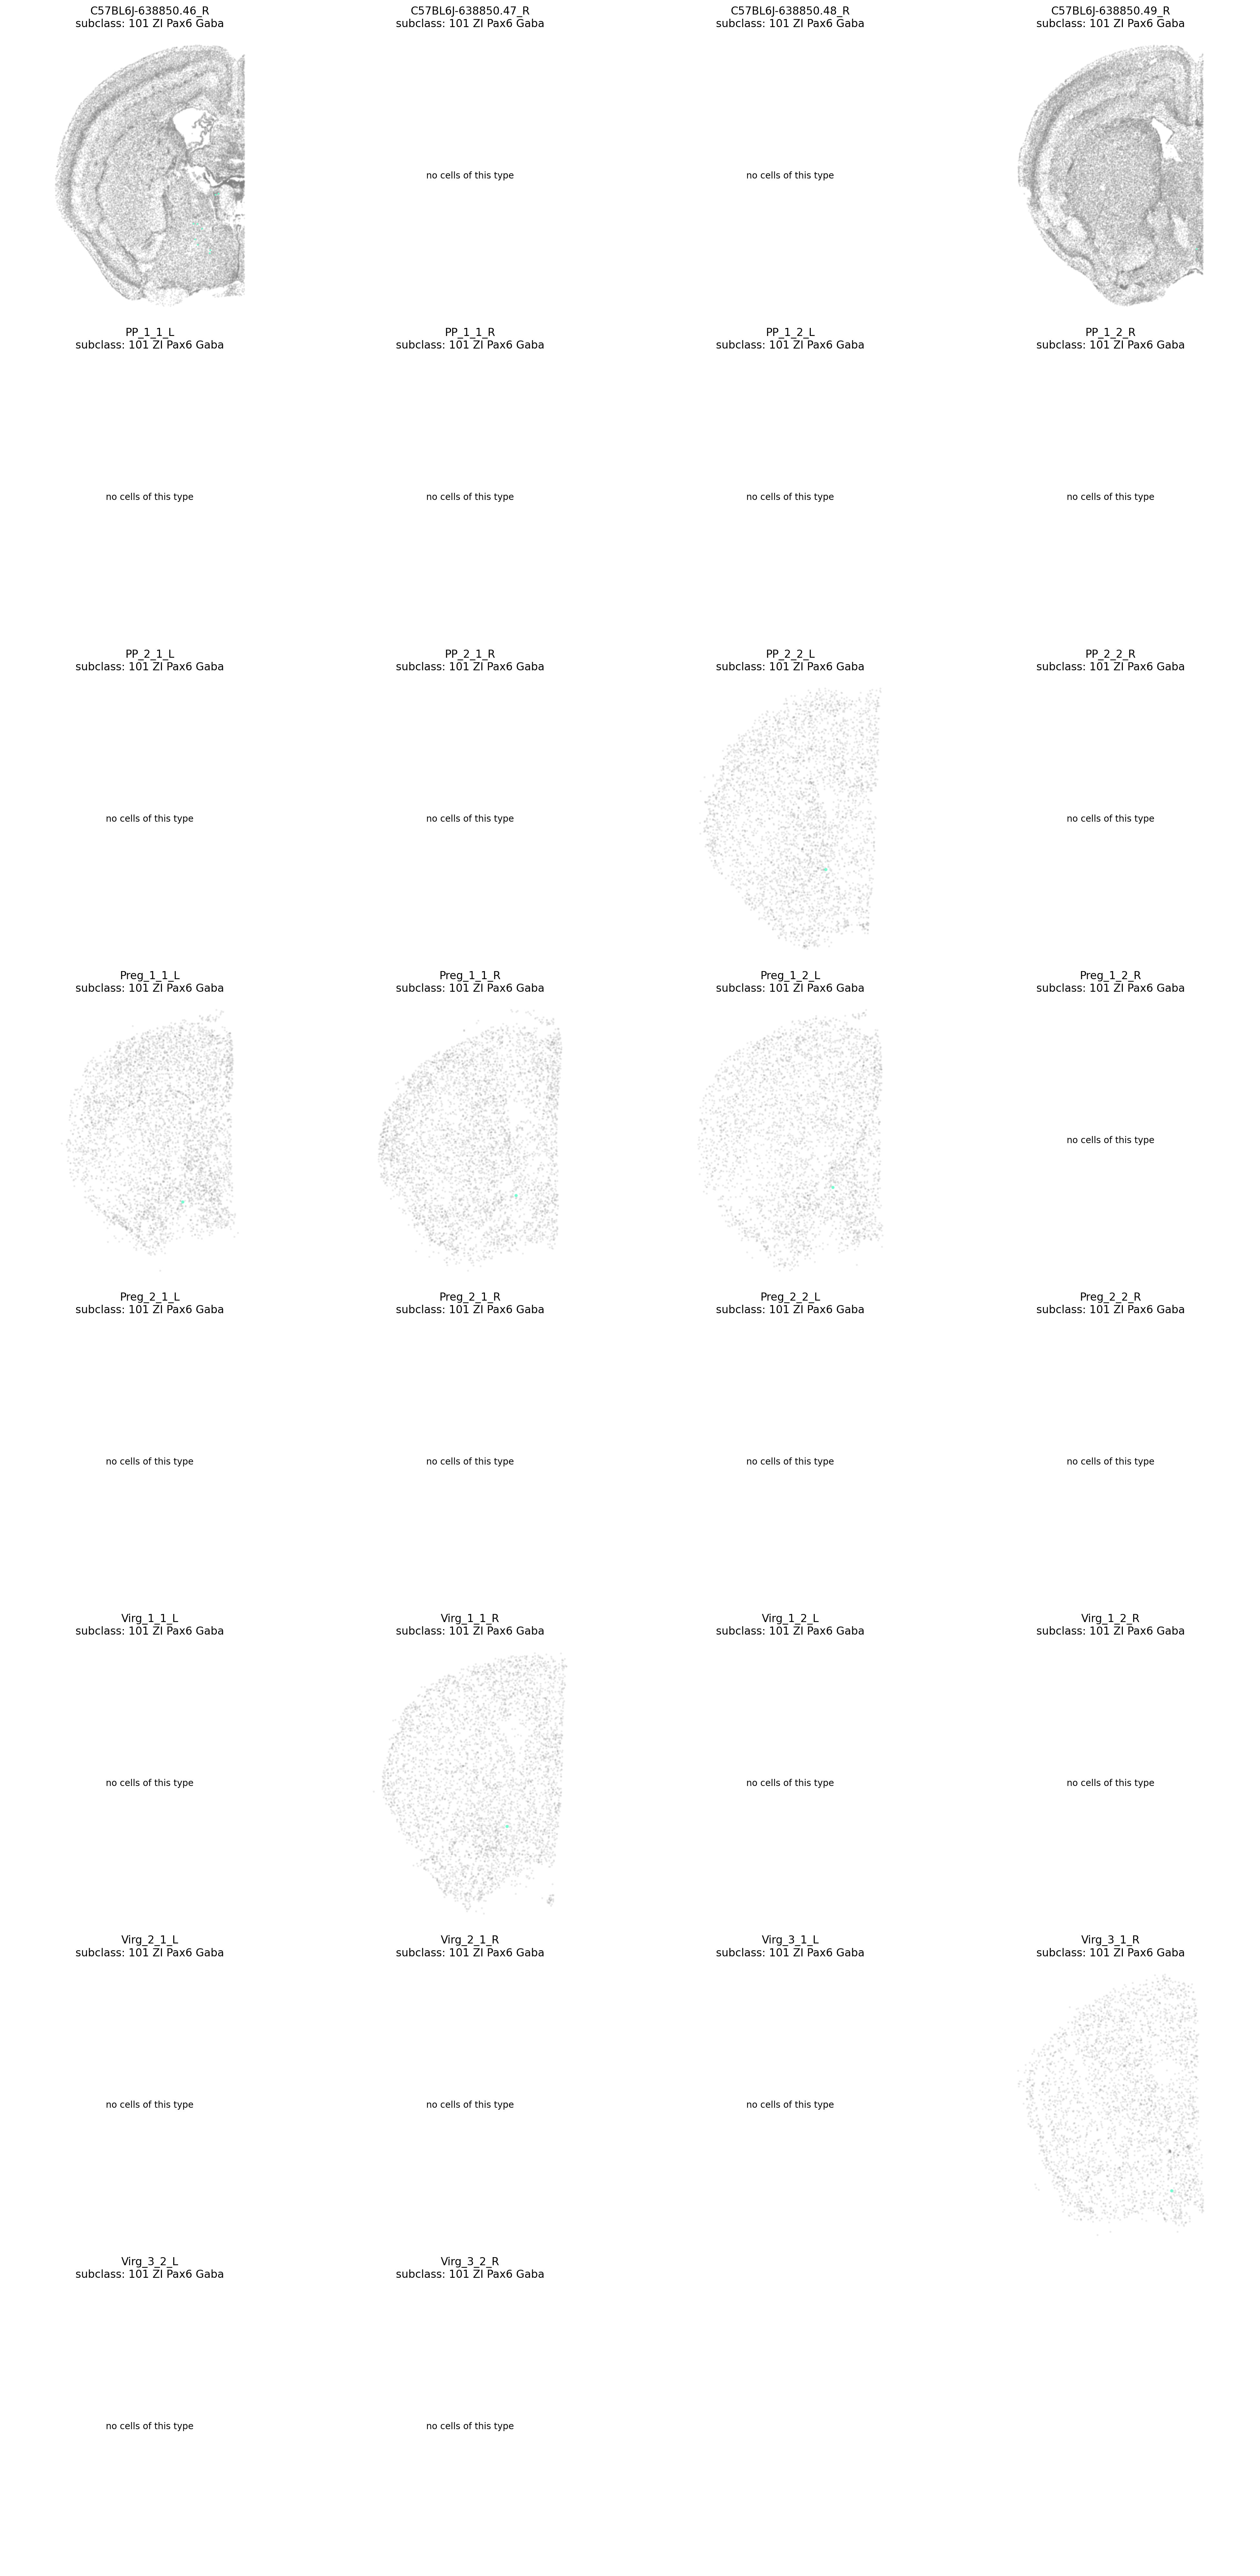 C57BL6J-638850.46_R
subclass: 101 ZI Pax6 Gaba
C57BL6J-638850.47_R
subclass: 101 ZI Pax6 Gaba
no cells of this type
C57BL6J-638850.48_R
subclass: 101 ZI Pax6 Gaba
no cells of this type
C57BL6J-638850.49_R
subclass: 101 ZI Pax6 Gaba
PP_1_1_L
subclass: 101 ZI Pax6 Gaba
no cells of this type
PP_1_1_R
subclass: 101 ZI Pax6 Gaba
no cells of this type
PP_1_2_L
subclass: 101 ZI Pax6 Gaba
no cells of this type
PP_1_2_R
subclass: 101 ZI Pax6 Gaba
no cells of this type
PP_2_1_L
subclass: 101 ZI Pax6 Gaba
no cells of this type
PP_2_1_R
subclass: 101 ZI Pax6 Gaba
no cells of this type
PP_2_2_L
subclass: 101 ZI Pax6 Gaba
PP_2_2_R
subclass: 101 ZI Pax6 Gaba
no cells of this type
Preg_1_1_L
subclass: 101 ZI Pax6 Gaba
Preg_1_1_R
subclass: 101 ZI Pax6 Gaba
Preg_1_2_L
subclass: 101 ZI Pax6 Gaba
Preg_1_2_R
subclass: 101 ZI Pax6 Gaba
no cells of this type
Preg_2_1_L
subclass: 101 ZI Pax6 Gaba
no cells of this type
Preg_2_1_R
subclass: 101 ZI Pax6 Gaba
no cells of this type
Preg_2_2_L
subclass: 101 ZI Pax6 Gaba
no cells of this type
Preg_2_2_R
subclass: 101 ZI Pax6 Gaba
no cells of this type
Virg_1_1_L
subclass: 101 ZI Pax6 Gaba
no cells of this type
Virg_1_1_R
subclass: 101 ZI Pax6 Gaba
Virg_1_2_L
subclass: 101 ZI Pax6 Gaba
no cells of this type
Virg_1_2_R
subclass: 101 ZI Pax6 Gaba
no cells of this type
Virg_2_1_L
subclass: 101 ZI Pax6 Gaba
no cells of this type
Virg_2_1_R
subclass: 101 ZI Pax6 Gaba
no cells of this type
Virg_3_1_L
subclass: 101 ZI Pax6 Gaba
no cells of this type
Virg_3_1_R
subclass: 101 ZI Pax6 Gaba
Virg_3_2_L
subclass: 101 ZI Pax6 Gaba
no cells of this type
Virg_3_2_R
subclass: 101 ZI Pax6 Gaba
no cells of this type